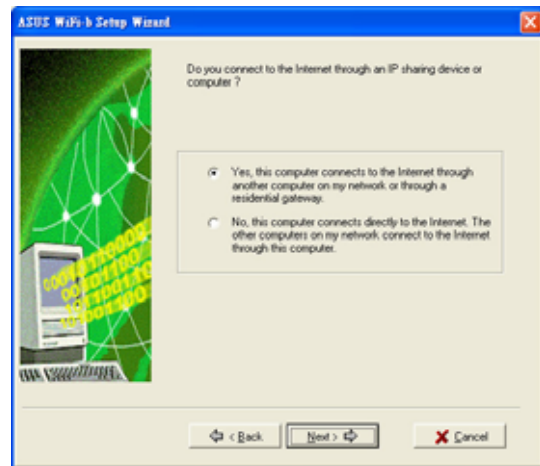 ASUS WiFi-b Setup Wizard
Do you connect to the Internet through an IP sharing device or
computer ?
Yes, this computer connects to the Internet through
another computer on my network or through a
residential gateway.
No, this computer connects directly to the Internet. The
other computers on my network connect to the Internet
through this computer.
< Back
Next >
Cancel